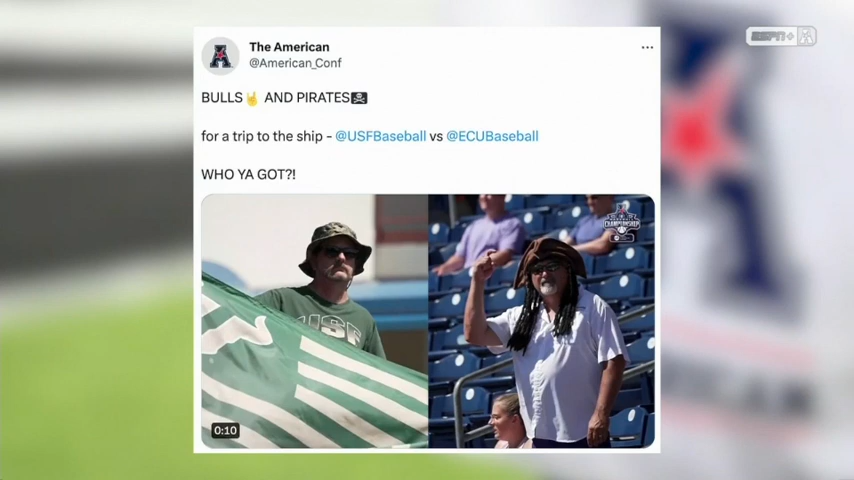 The American
@American_Conf
BULLS🤘 AND PIRATES🏴‍☠️
for a trip to the ship - @USFBaseball vs @ECUBaseball
WHO YA GOT?!
USF
CHAMPIONSHIP
0:10
ESPN+